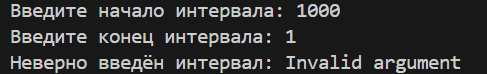 Введите начало интервала: 1000
Введите конец интервала: 1
Неверно введён интервал: Invalid argument